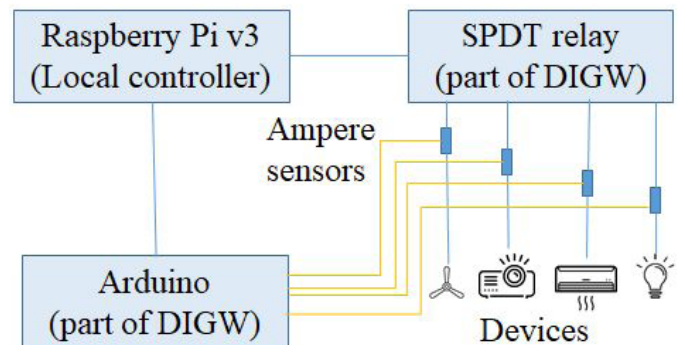 Raspberry Pi v3
(Local controller)
SPDT relay
(part of DIGW)
Ampere
sensors
Arduino
(part of DIGW)
Devices